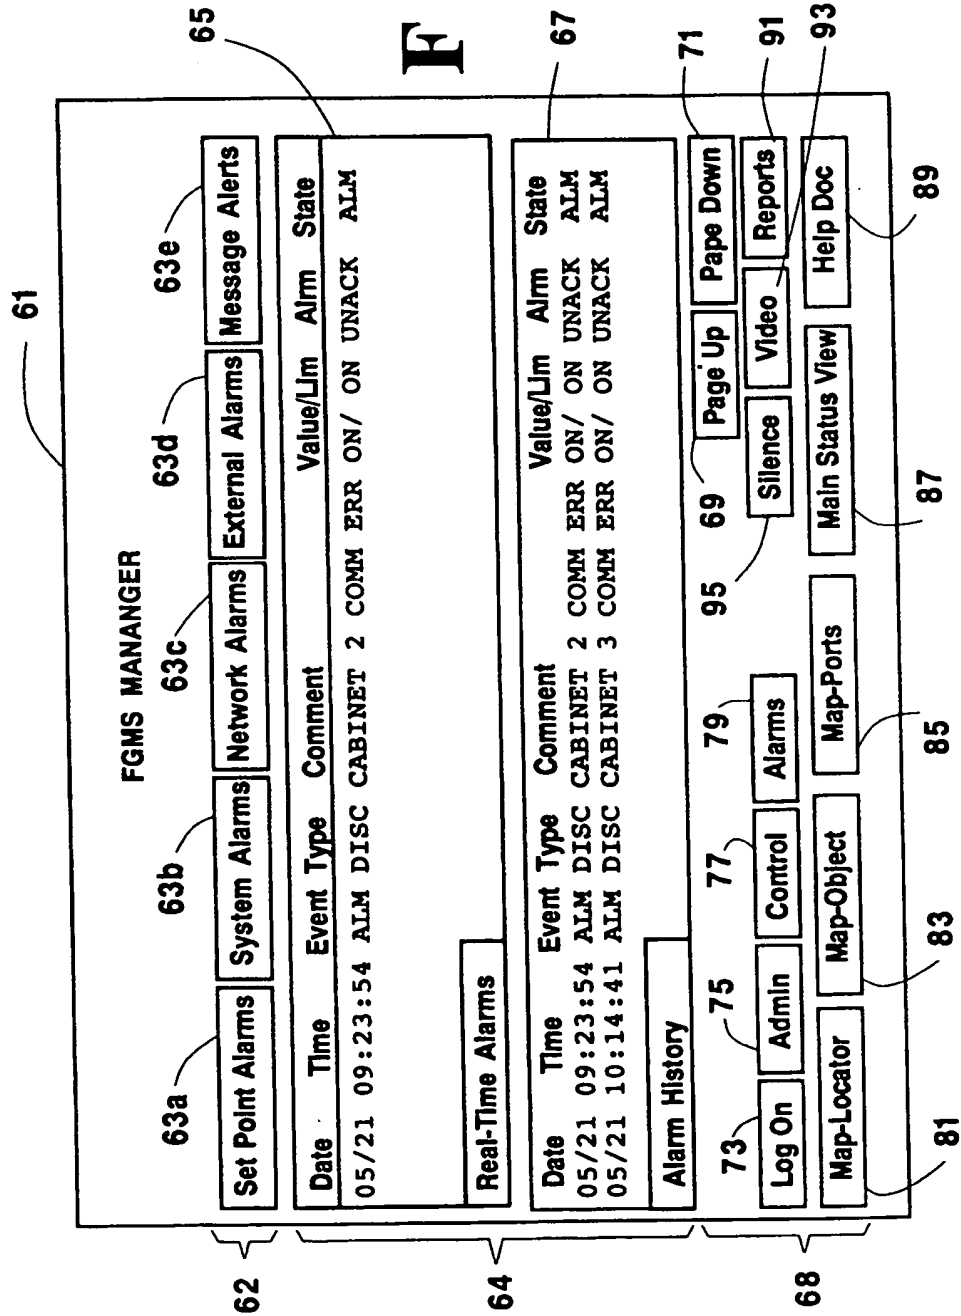 61
FGMS MANANGER
63a 63b 63c 63d 63e
62
Set Point Alarms System Alarms Network Alarms External Alarms Message Alerts
65
64
Date Time Event Type Comment Value/Lim Alrm State
05/21 09:23:54 ALM DISC CABINET 2 COMM ERR ON/ ON UNACK ALM
Real-Time Alarms
F
67
Date Time Event Type Comment Value/Lim Alrm State
05/21 09:23:54 ALM DISC CABINET 2 COMM ERR ON/ ON UNACK ALM
05/21 10:14:41 ALM DISC CABINET 3 COMM ERR ON/ ON UNACK ALM
Alarm History
69 71
Page Up Pape Down
68
73 75 77 79 95 93 91
Log On Admin Control Alarms Silence Video Reports
Map-Locator Map-Object Map-Ports Main Status View Help Doc
81 83 85 87 89